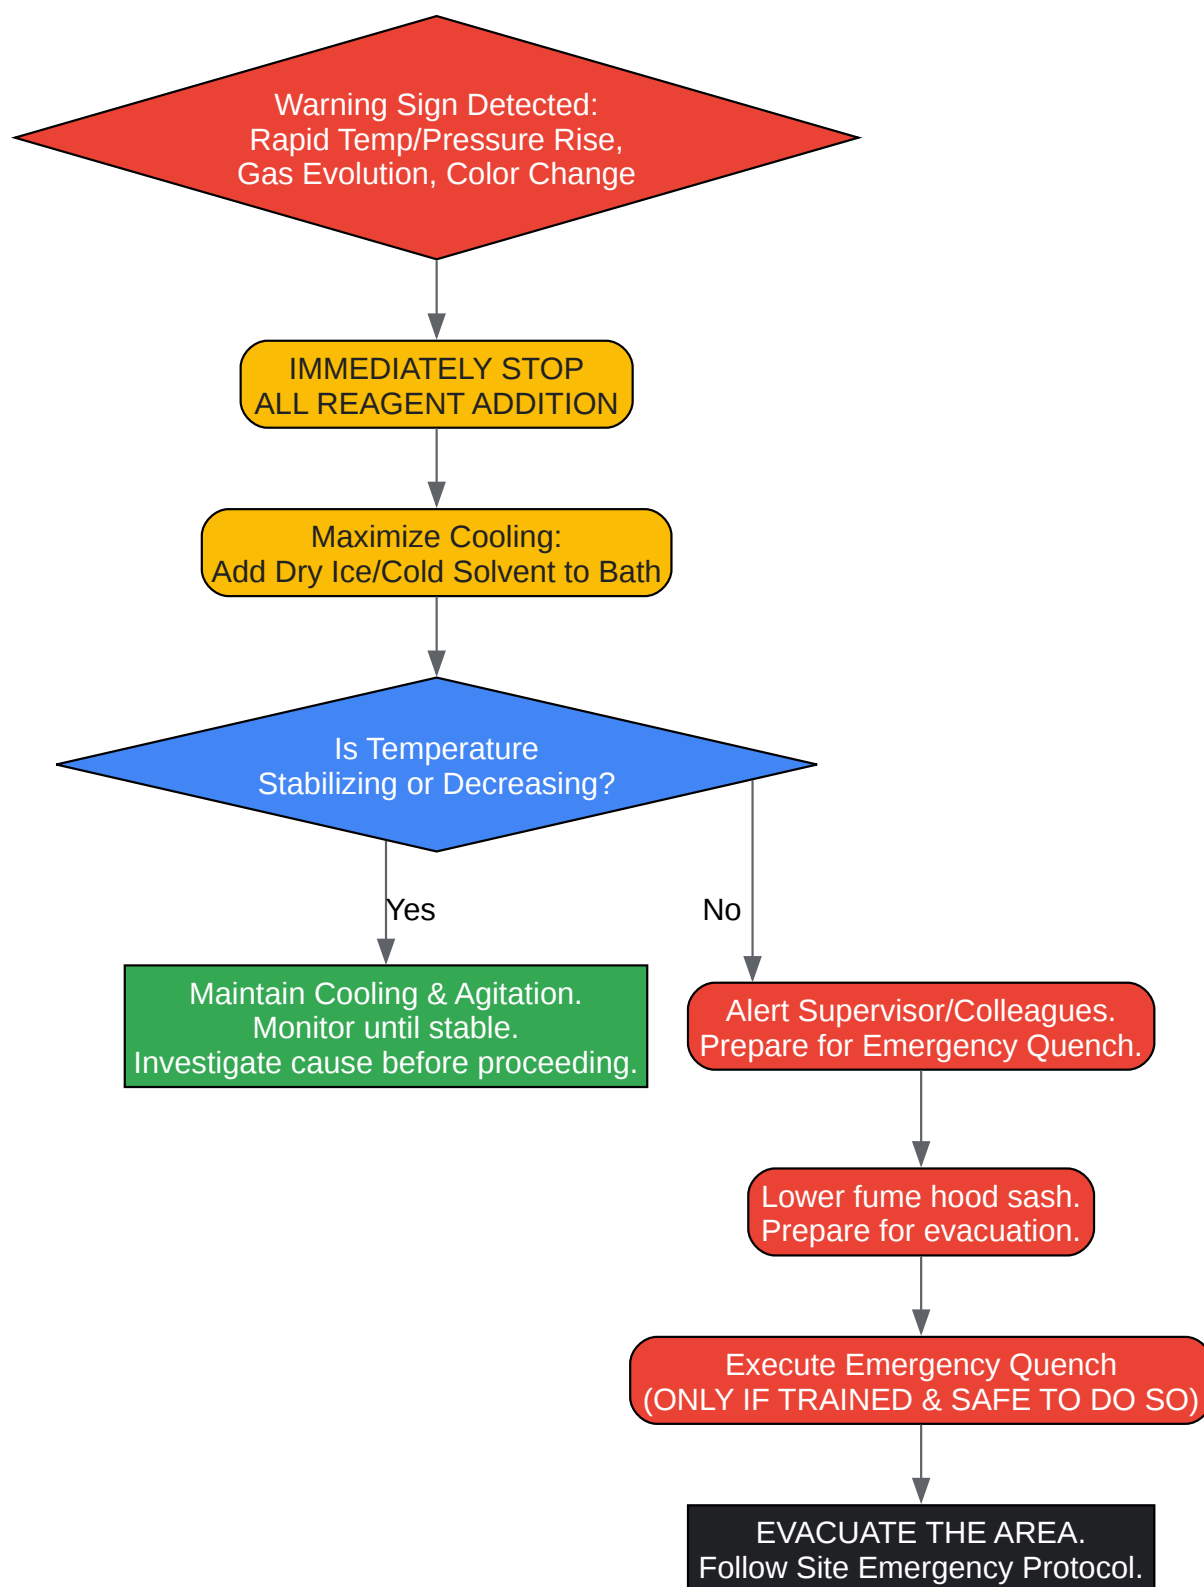 Warning Sign Detected:
Rapid Temp/Pressure Rise,
Gas Evolution, Color Change
IMMEDIATELY STOP
ALL REAGENT ADDITION
Maximize Cooling:
Add Dry Ice/Cold Solvent to Bath
Is Temperature
Stabilizing or Decreasing?
Yes
No
Maintain Cooling & Agitation.
Monitor until stable.
Investigate cause before proceeding.
Alert Supervisor/Colleagues.
Prepare for Emergency Quench.
Lower fume hood sash.
Prepare for evacuation.
Execute Emergency Quench
(ONLY IF TRAINED & SAFE TO DO SO)
EVACUATE THE AREA.
Follow Site Emergency Protocol.